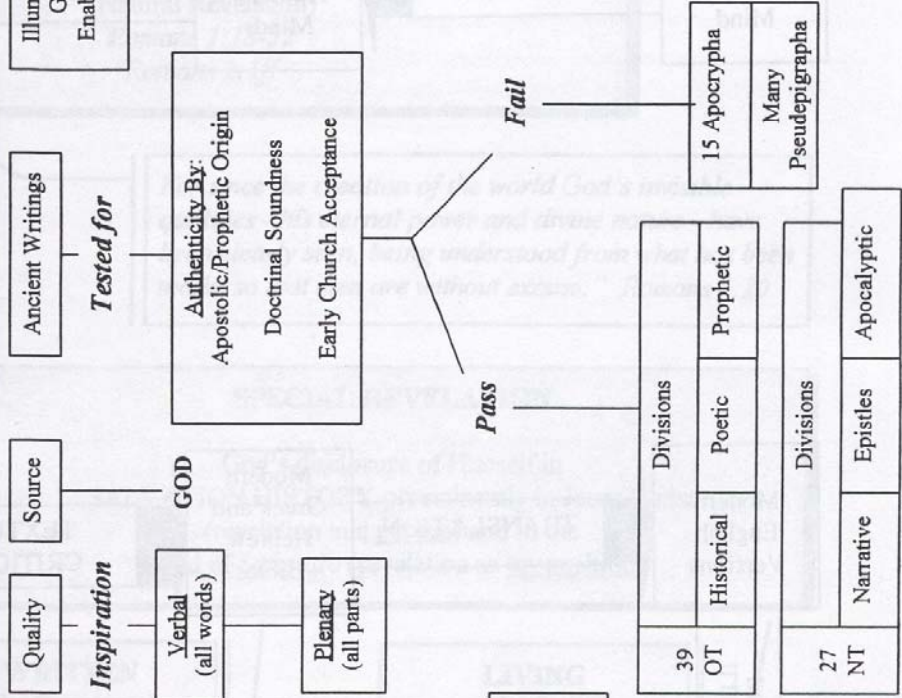 Quality
Source
Ancient Writings
Illum
G
Enab
Inspiration
Tested for
Verbal
(all words)
GOD
Authenticity By:
Apostolic/Prophetic Origin
Doctrinal Soundness
Early Church Acceptance
Plenary
(all parts)
Pass
Fail
39
OT
Divisions
Historical
Poetic
Prophetic
15 Apocrypha
Many
Pseudepigrapha
27
NT
Divisions
Narrative
Epistles
Apocalyptic